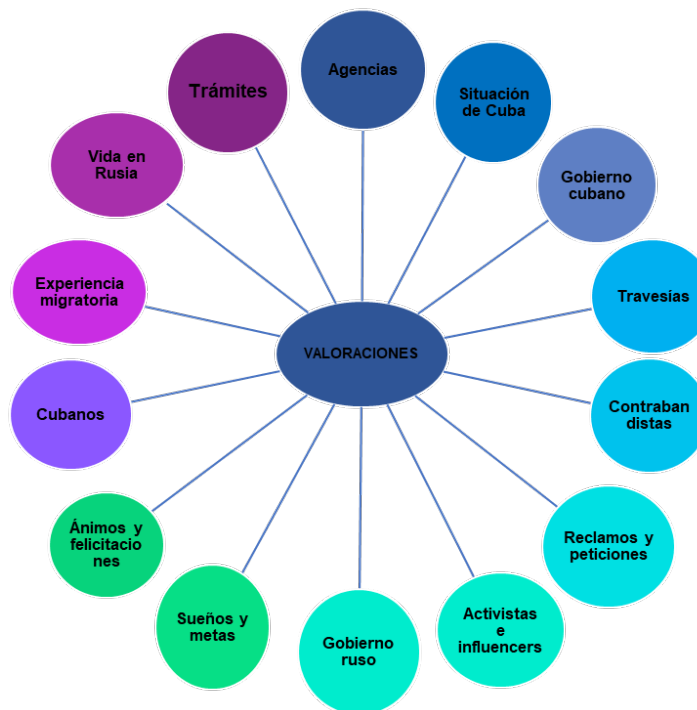 Agencias
Situación
de Cuba
Gobierno
cubano
Travesías
Contraban
distas
Reclamos y
peticiones
Activistas
e
influencers
Gobierno
ruso
Sueños y
metas
Ánimos y
felicitacio
nes
Cubanos
Experiencia
migratoria
Vida en
Rusia
Trámites
VALORACIONES